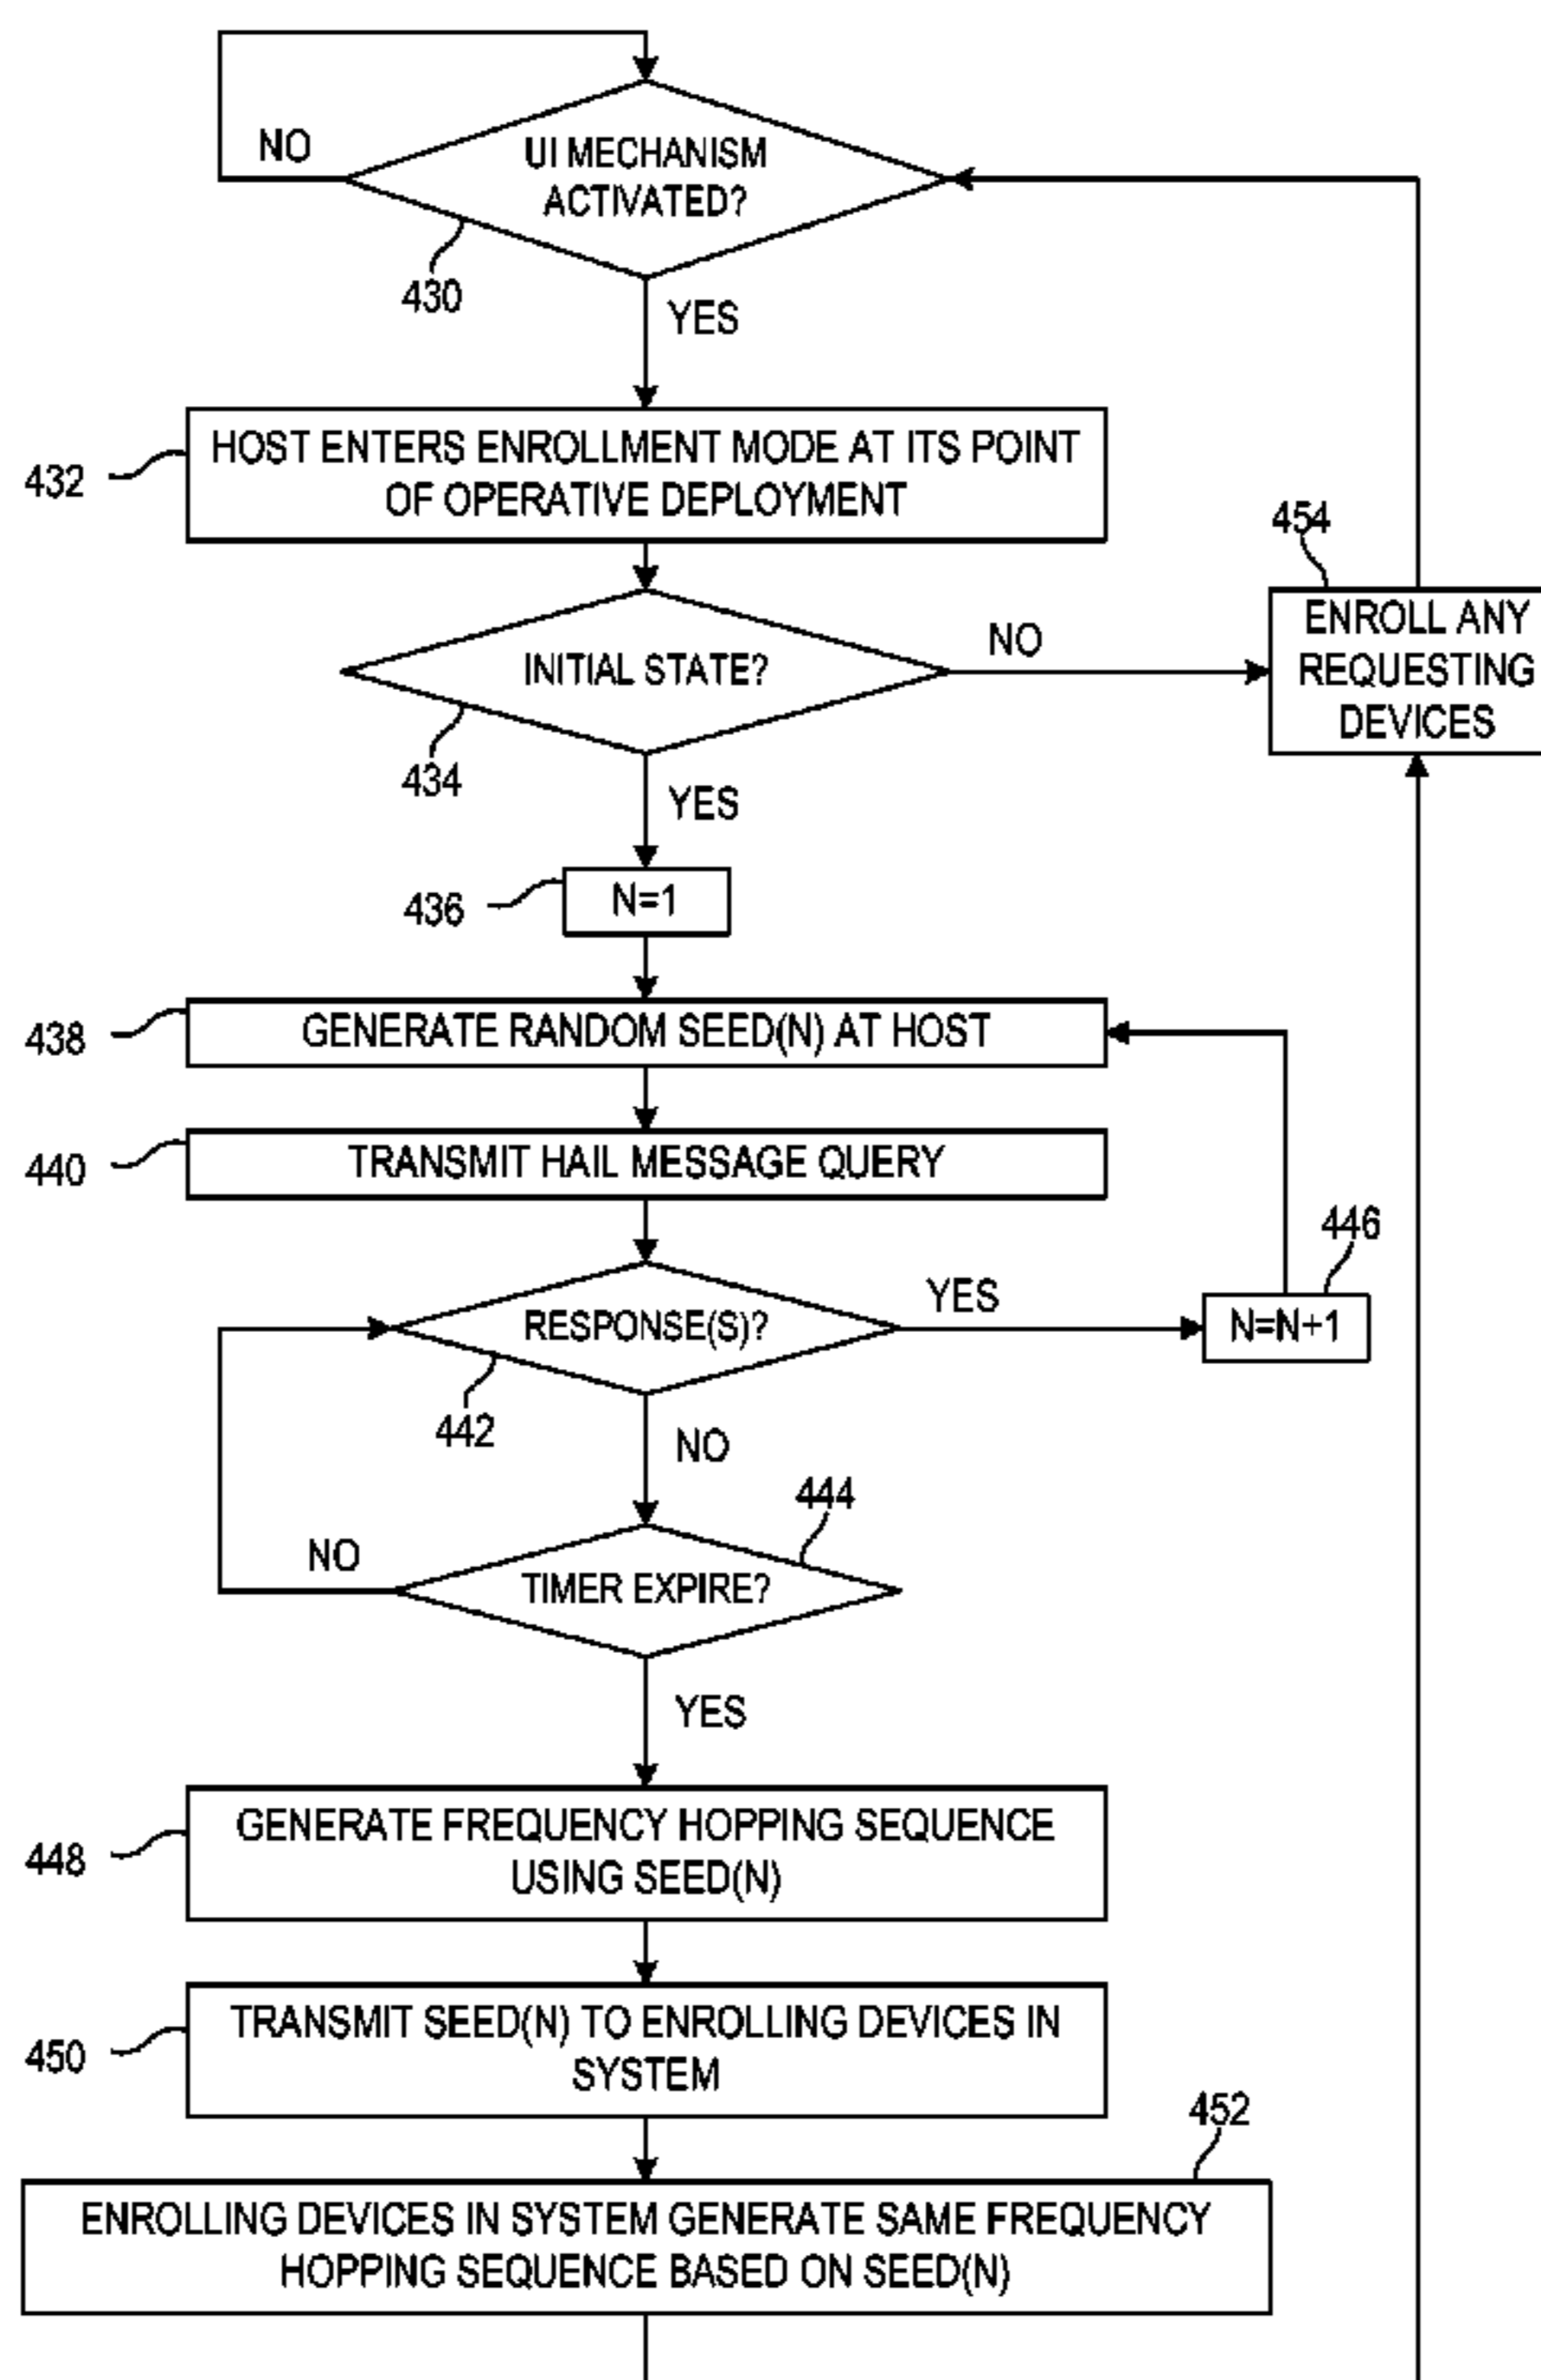 NO
UI MECHANISM
ACTIVATED?
430
YES
HOST ENTERS ENROLLMENT MODE AT ITS POINT
OF OPERATIVE DEPLOYMENT
432
454
ENROLL ANY
REQUESTING
DEVICES
INITIAL STATE?
NO
434
YES
436
N=1
438
GENERATE RANDOM SEED(N) AT HOST
440
TRANSMIT HAIL MESSAGE QUERY
446
RESPONSE(S)?
YES
N=N+1
442
NO
444
NO
TIMER EXPIRE?
YES
448
GENERATE FREQUENCY HOPPING SEQUENCE
USING SEED(N)
450
TRANSMIT SEED(N) TO ENROLLING DEVICES IN
SYSTEM
452
ENROLLING DEVICES IN SYSTEM GENERATE SAME FREQUENCY
HOPPING SEQUENCE BASED ON SEED(N)